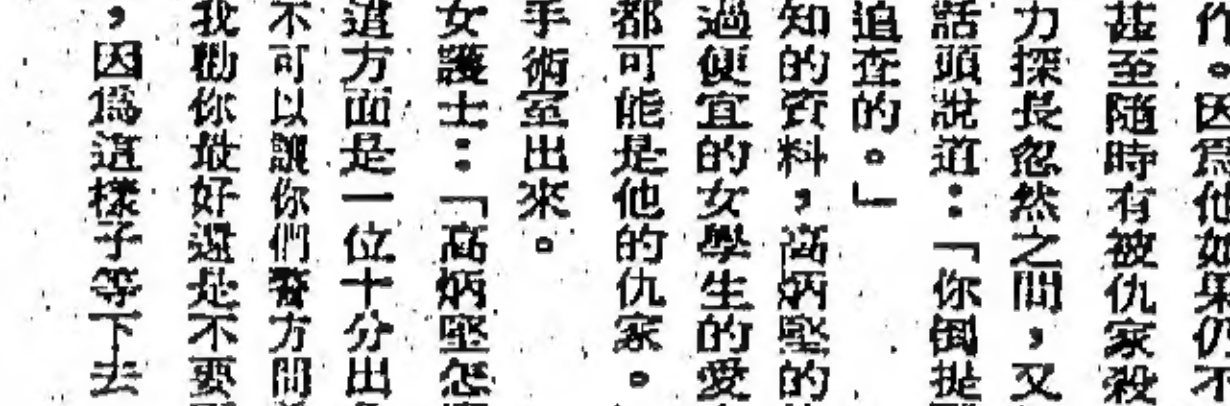 作。因爲他如果仍不
甚至隨時有被仇家殺
力探長忽然之間，又
話頭說道：「你倒提
追查的。」
知的資料，高炳堅的
過便宜的女學生的愛
都可能是他的仇家。
手術室出來。
女護士：「高炳堅怎
這方面是一位十分出
不可以讓你們警方問
我勸你最好還是不要
，因爲這樣子等下去